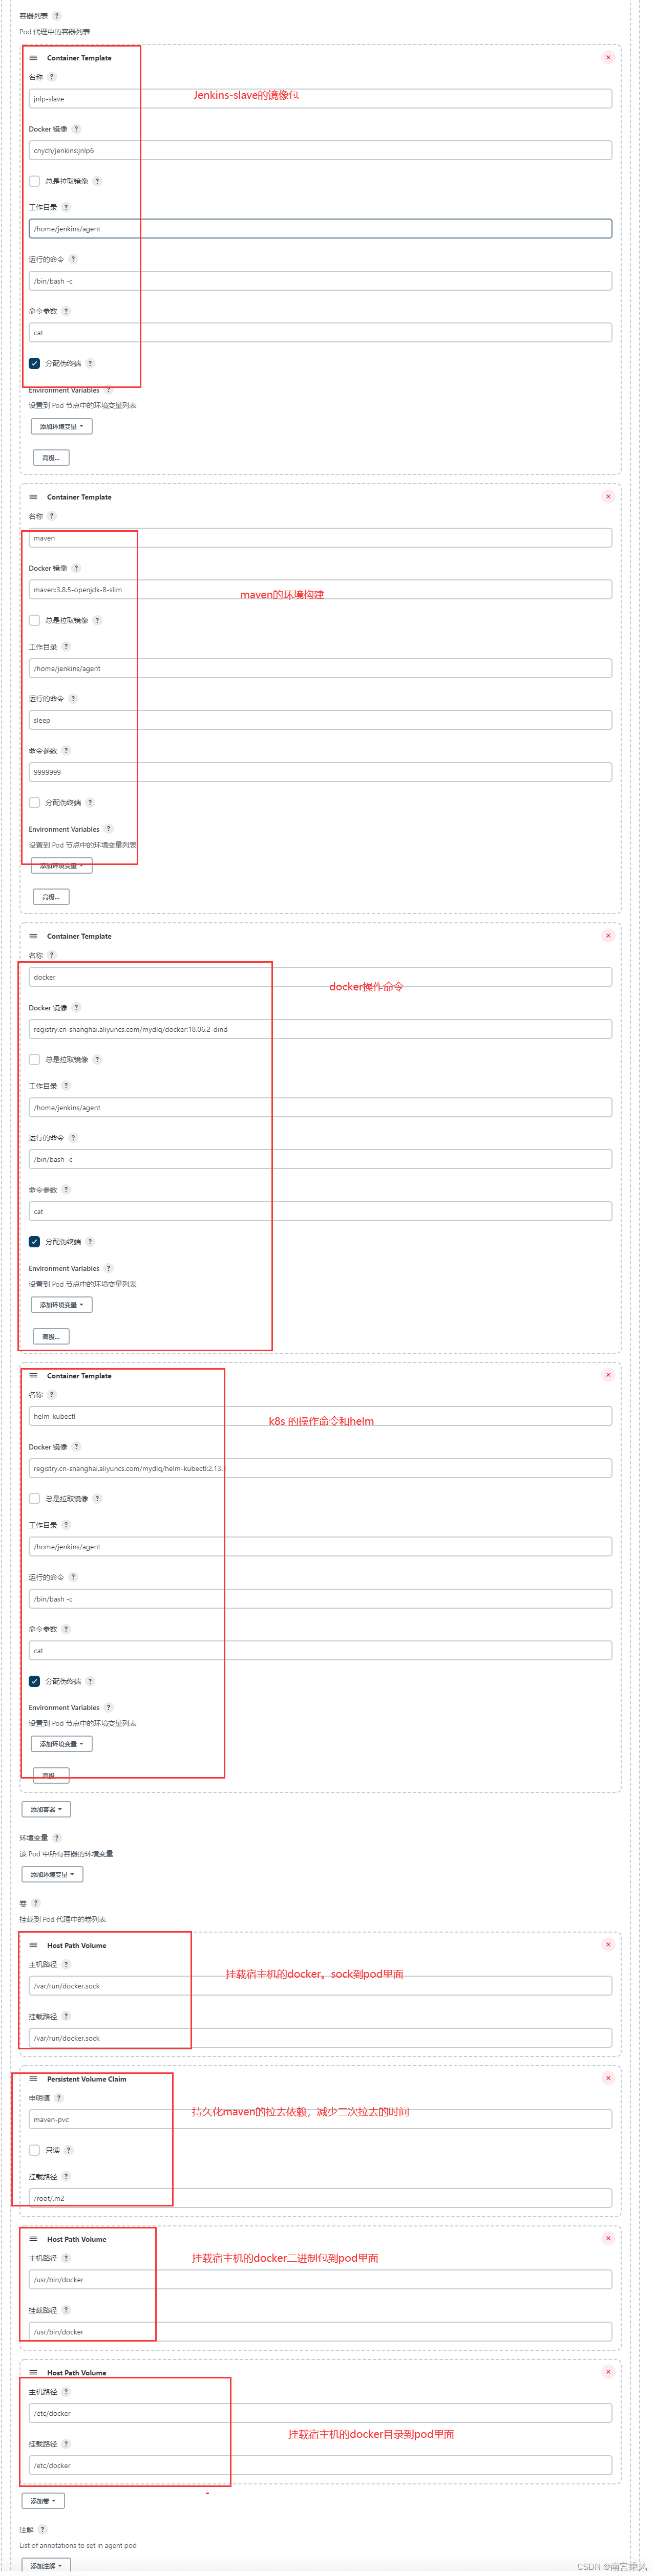 容器列表 ?
Pod 代理中的容器列表
Container Template
名称 ?
jnlp-slave
Jenkins-slave的镜像包
Docker 镜像 ?
cnych/jenkins:jnlp6
总是拉取镜像 ?
工作目录 ?
/home/jenkins/agent
运行的命令 ?
/bin/bash -c
命令参数 ?
cat
分配伪终端 ?
Environment Variables ?
设置到 Pod 节点中的环境变量列表
添加环境变量
高级...
Container Template
名称 ?
maven
Docker 镜像 ?
maven:3.8.5-openjdk-8-slim
maven的环境构建
总是拉取镜像 ?
工作目录 ?
/home/jenkins/agent
运行的命令 ?
sleep
命令参数 ?
9999999
分配伪终端 ?
Environment Variables ?
设置到 Pod 节点中的环境变量列表
添加环境变量
高级...
Container Template
名称 ?
docker
docker操作命令
Docker 镜像 ?
registry.cn-shanghai.aliyuncs.com/mydlq/docker:18.06.2-dind
总是拉取镜像 ?
工作目录 ?
/home/jenkins/agent
运行的命令 ?
/bin/bash -c
命令参数 ?
cat
分配伪终端 ?
Environment Variables ?
设置到 Pod 节点中的环境变量列表
添加环境变量
高级...
Container Template
名称 ?
helm-kubectl
k8s 的操作命令和helm
Docker 镜像 ?
registry.cn-shanghai.aliyuncs.com/mydlq/helm-kubectl:2.13.
总是拉取镜像 ?
工作目录 ?
/home/jenkins/agent
运行的命令 ?
/bin/bash -c
命令参数 ?
cat
分配伪终端 ?
Environment Variables ?
设置到 Pod 节点中的环境变量列表
添加环境变量
高级...
添加容器
环境变量 ?
该 Pod 中所有容器的环境变量
添加环境变量
卷 ?
挂载到 Pod 代理中的卷列表
Host Path Volume
主机路径 ?
挂载宿主机的docker。sock到pod里面
/var/run/docker.sock
挂载路径 ?
/var/run/docker.sock
Persistent Volume Claim
申明值 ?
持久化maven的拉去依赖，减少二次拉去的时间
maven-pvc
只读 ?
挂载路径 ?
/root/.m2
Host Path Volume
主机路径 ?
挂载宿主机的docker二进制包到pod里面
/usr/bin/docker
挂载路径 ?
/usr/bin/docker
Host Path Volume
主机路径 ?
/etc/docker
挂载宿主机的docker目录到pod里面
挂载路径 ?
/etc/docker
添加卷
注解 ?
List of annotations to set in agent pod
添加注解
CSDN @南宫乘风